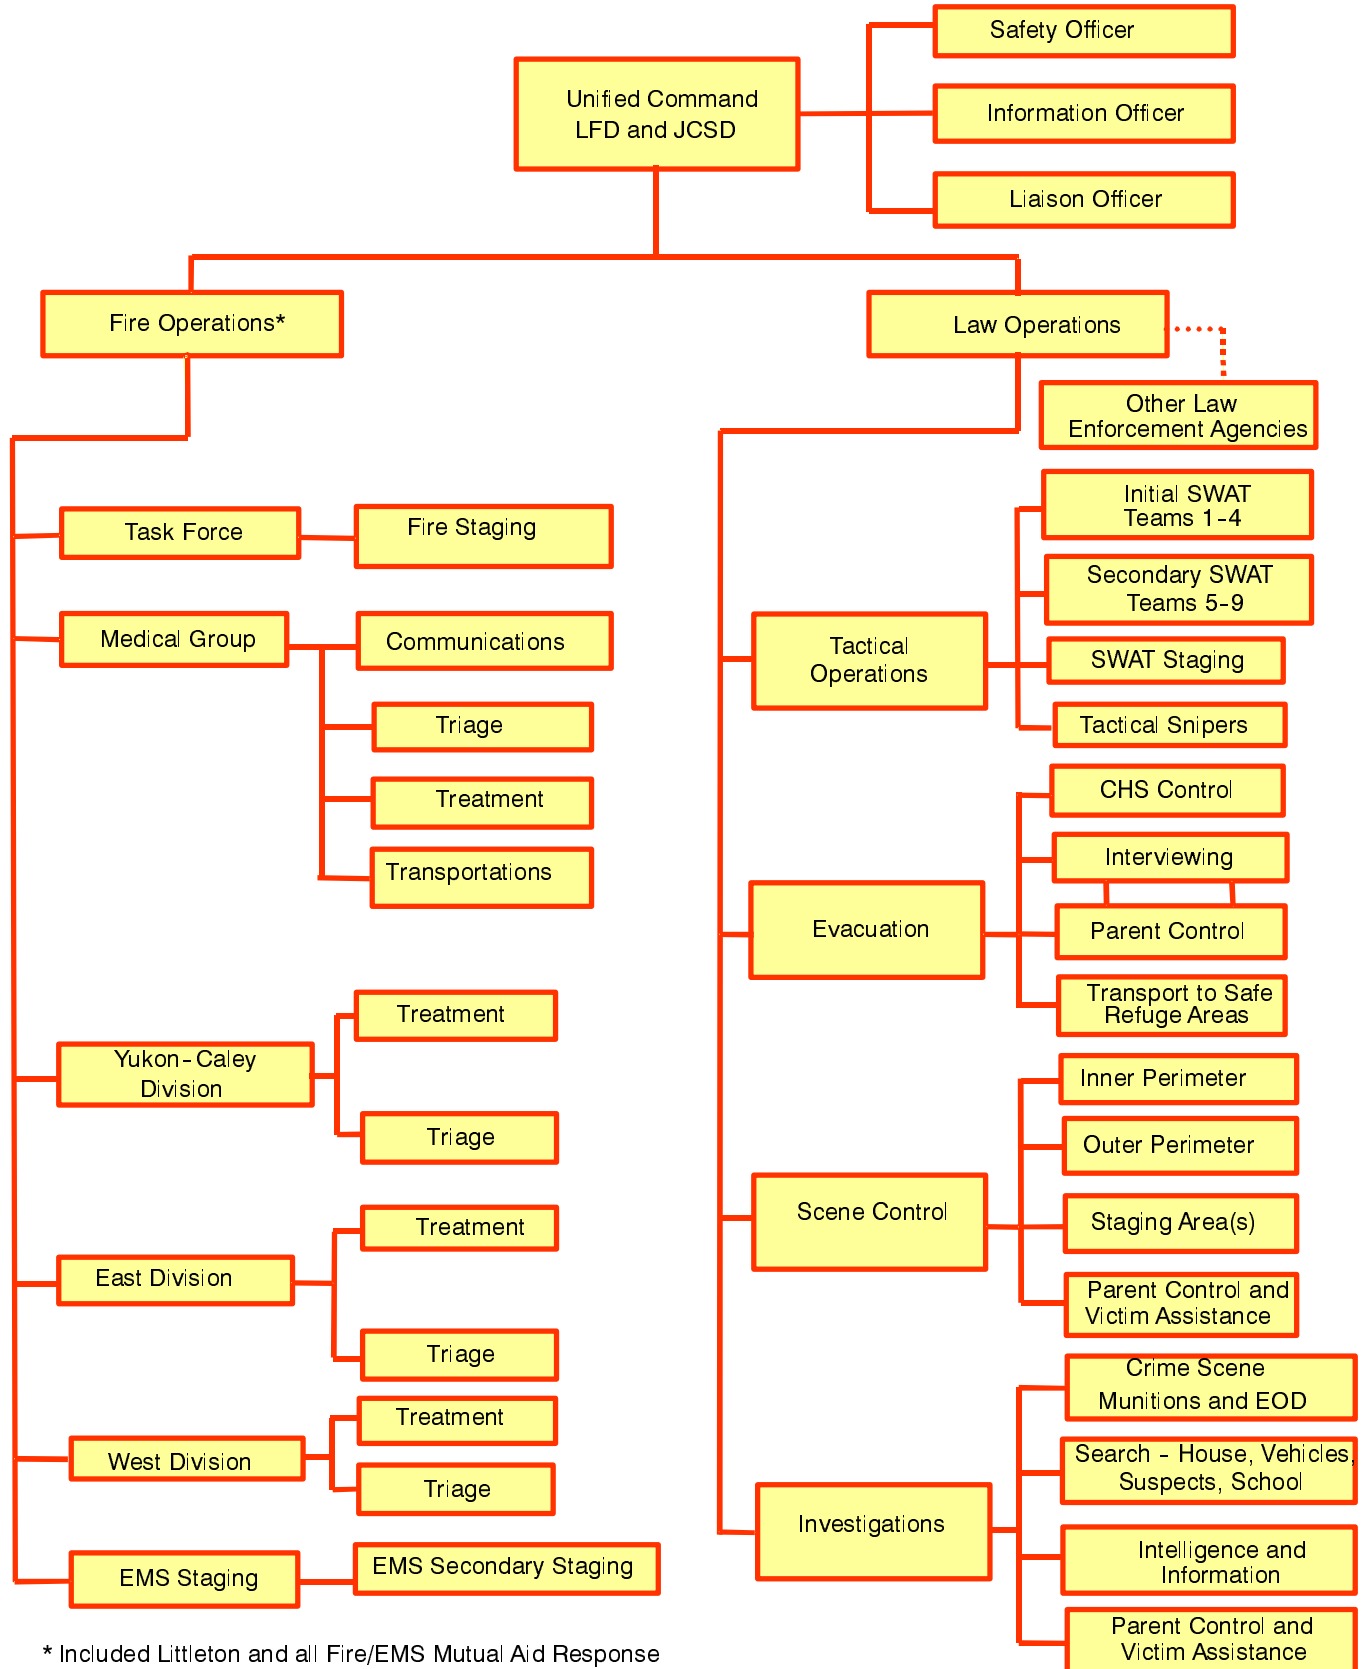 Safety Officer
Unified Command
LFD and JCSD
Information Officer
Liaison Officer
Fire Operations*
Law Operations
Other Law
Enforcement Agencies
Task Force
Fire Staging
Medical Group
Communications
Triage
Treatment
Transportations
Yukon-Caley
Division
Treatment
Triage
East Division
Treatment
Triage
West Division
Treatment
Triage
EMS Staging
EMS Secondary Staging
Tactical
Operations
Initial SWAT
Teams 1-4
Secondary SWAT
Teams 5-9
SWAT Staging
Tactical Snipers
Evacuation
CHS Control
Interviewing
Parent Control
Transport to Safe
Refuge Areas
Scene Control
Inner Perimeter
Outer Perimeter
Staging Area(s)
Parent Control and
Victim Assistance
Investigations
Crime Scene
Munitions and EOD
Search - House, Vehicles,
Suspects, School
Intelligence and
Information
Parent Control and
Victim Assistance
* Included Littleton and all Fire/EMS Mutual Aid Response